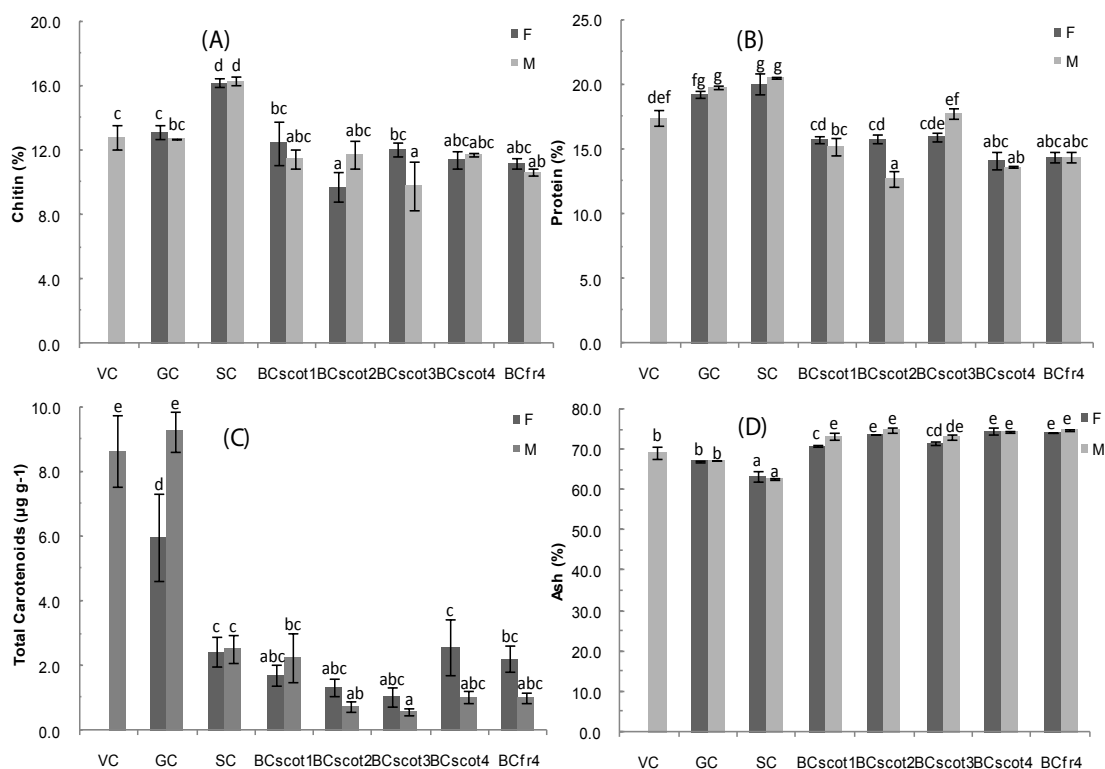 20.0
16.0
12.0
8.0
4.0
0.0
Chitin (%)
(A)
F
M
c
c
bc
d
d
bc
abc
a
abc
bc
a
abc
abc
abc
ab
VC
GC
SC
BCscot1
BCscot2
BCscot3
BCscot4
BCfr4
25.0
20.0
15.0
10.0
5.0
0.0
Protein (%)
(B)
F
M
def
fg
g
g
g
cd
bc
cd
a
cde
ef
abc
ab
abc
abc
VC
GC
SC
BCscot1
BCscot2
BCscot3
BCscot4
BCfr4
10.0
8.0
6.0
4.0
2.0
0.0
Total Carotenoids (µg g-1)
(C)
F
M
e
d
e
c
c
abc
bc
abc
ab
abc
a
c
abc
bc
abc
VC
GC
SC
BCscot1
BCscot2
BCscot3
BCscot4
BCfr4
80.0
70.0
60.0
50.0
40.0
30.0
20.0
10.0
0.0
Ash (%)
(D)
F
M
b
b
b
a
a
c
e
e
e
cd
de
e
e
e
e
VC
GC
SC
BCscot1
BCscot2
BCscot3
BCscot4
BCfr4